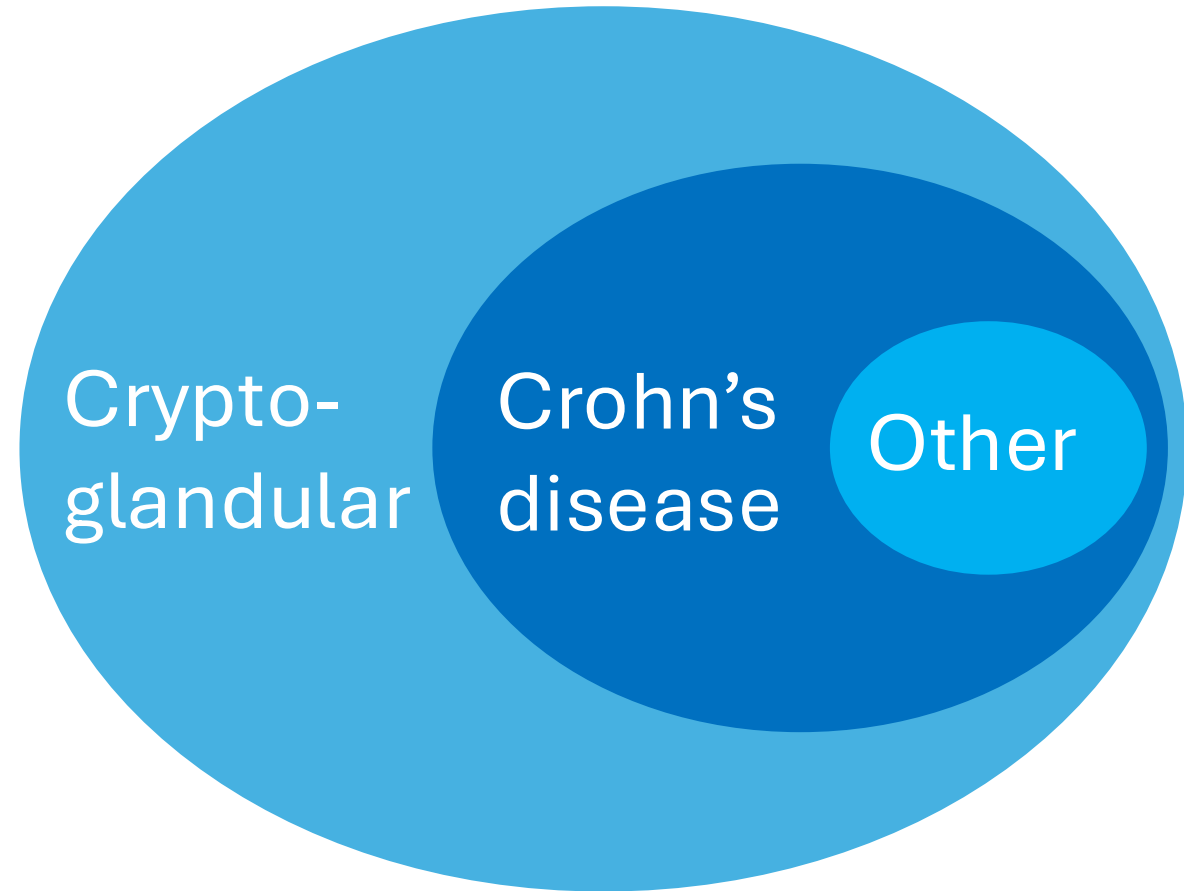 Crypto-
glandular
Crohn’s
disease
Other